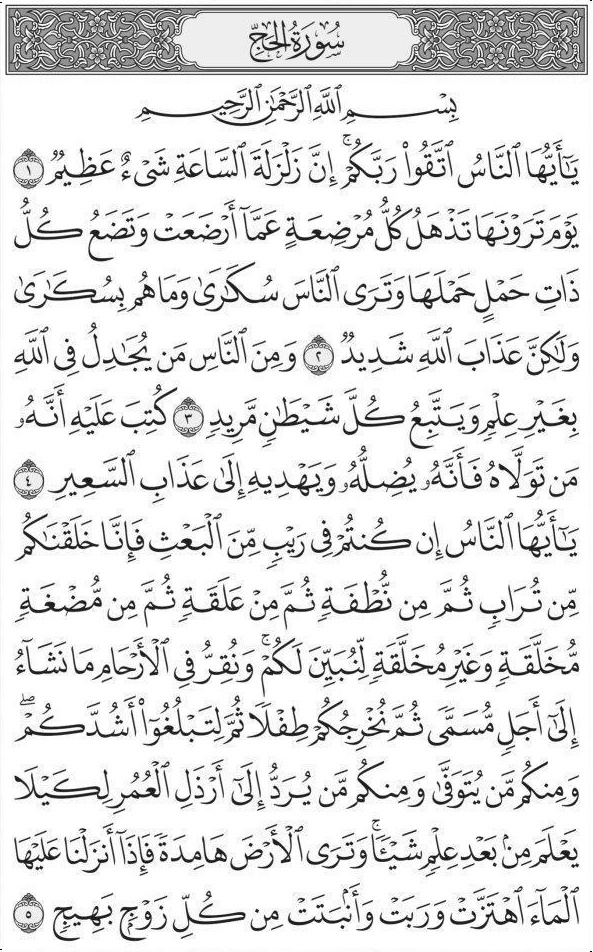 سُورَةُ الحَجِّ
بِسْمِ ٱللَّهِ ٱلرَّحْمَٰنِ ٱلرَّحِيمِ
يَٰٓأَيُّهَا ٱلنَّاسُ ٱتَّقُوا۟ رَبَّكُمْ ۚ إِنَّ زَلْزَلَةَ ٱلسَّاعَةِ شَىْءٌ عَظِيمٌ ١
يَوْمَ تَرَوْنَهَا تَذْهَلُ كُلُّ مُرْضِعَةٍ عَمَّآ أَرْضَعَتْ وَتَضَعُ كُلُّ
ذَاتِ حَمْلٍ حَمْلَهَا وَتَرَى ٱلنَّاسَ سُكَٰرَىٰ وَمَا هُم بِسُكَٰرَىٰ
وَلَٰكِنَّ عَذَابَ ٱللَّهِ شَدِيدٌ ٢ وَمِنَ ٱلنَّاسِ مَن يُجَٰدِلُ فِى ٱللَّهِ
بِغَيْرِ عِلْمٍ وَيَتَّبِعُ كُلَّ شَيْطَٰنٍ مَّرِيدٍ ٣ كُتِبَ عَلَيْهِ أَنَّهُۥ
مَن تَوَلَّاهُ فَأَنَّهُۥ يُضِلُّهُۥ وَيَهْدِيهِ إِلَىٰ عَذَابِ ٱلسَّعِيرِ ٤
يَٰٓأَيُّهَا ٱلنَّاسُ إِن كُنتُمْ فِى رَيْبٍ مِّنَ ٱلْبَعْثِ فَإِنَّا خَلَقْنَٰكُم
مِّن تُرَابٍ ثُمَّ مِن نُّطْفَةٍ ثُمَّ مِنْ عَلَقَةٍ ثُمَّ مِن مُّضْغَةٍ
مُّخَلَّقَةٍ وَغَيْرِ مُخَلَّقَةٍ لِّنُبَيِّنَ لَكُمْ ۚ وَنُقِرُّ فِى ٱلْأَرْحَامِ مَا نَشَآءُ
إِلَىٰٓ أَجَلٍ مُّسَمًّى ثُمَّ نُخْرِجُكُمْ طِفْلًا ثُمَّ لِتَبْلُغُوٓا۟ أَشُدَّكُمْ ۖ
وَمِنكُم مَّن يُتَوَفَّىٰ وَمِنكُم مَّن يُرَدُّ إِلَىٰٓ أَرْذَلِ ٱلْعُمُرِ لِكَيْلَا
يَعْلَمَ مِنۢ بَعْدِ عِلْمٍ شَيْـًٔا ۚ وَتَرَى ٱلْأَرْضَ هَامِدَةً فَإِذَآ أَنزَلْنَا عَلَيْهَا
ٱلْمَآءَ ٱهْتَزَّتْ وَرَبَتْ وَأَنۢبَتَتْ مِن كُلِّ زَوْجٍۭ بَهِيجٍ ٥